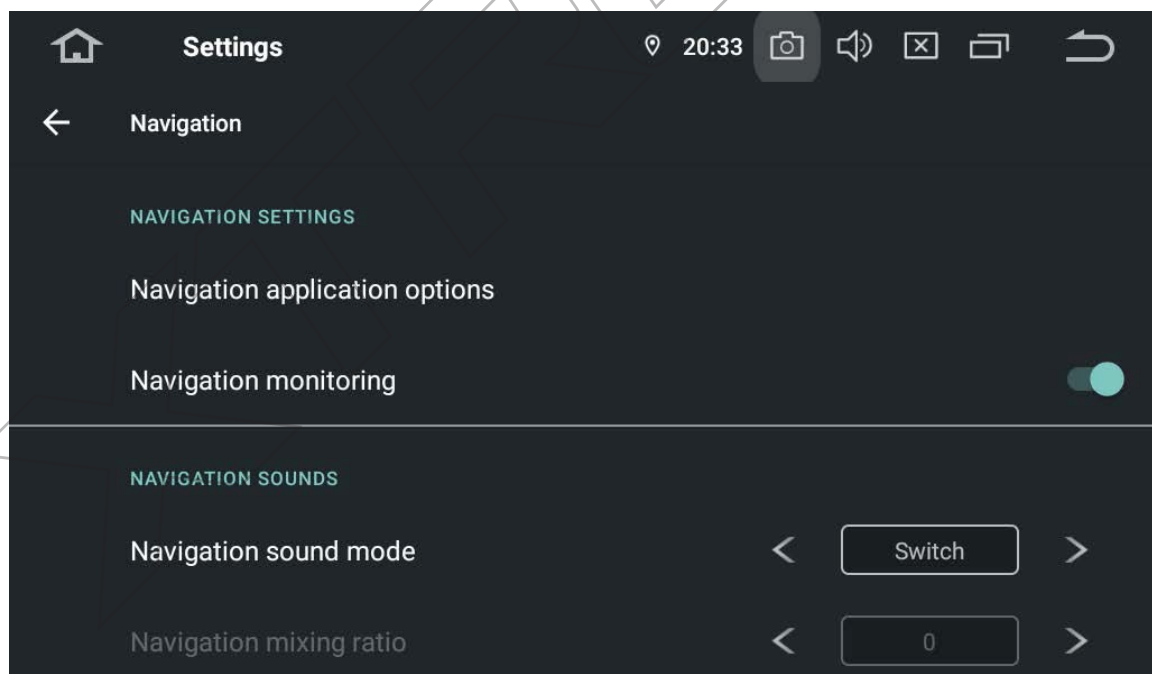 Settings 20:33
Navigation
NAVIGATION SETTINGS
Navigation application options
Navigation monitoring
NAVIGATION SOUNDS
Navigation sound mode Switch
Navigation mixing ratio 0